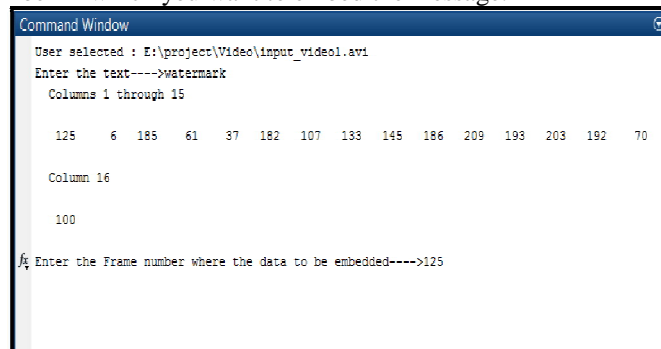 Command Window
User selected : E:\project\Video\input_video1.avi
Enter the text---->watermark
Columns 1 through 15
125 6 185 61 37 182 107 133 145 186 209 193 203 192 70
Column 16
100
fx Enter the Frame number where the data to be embedded---->125